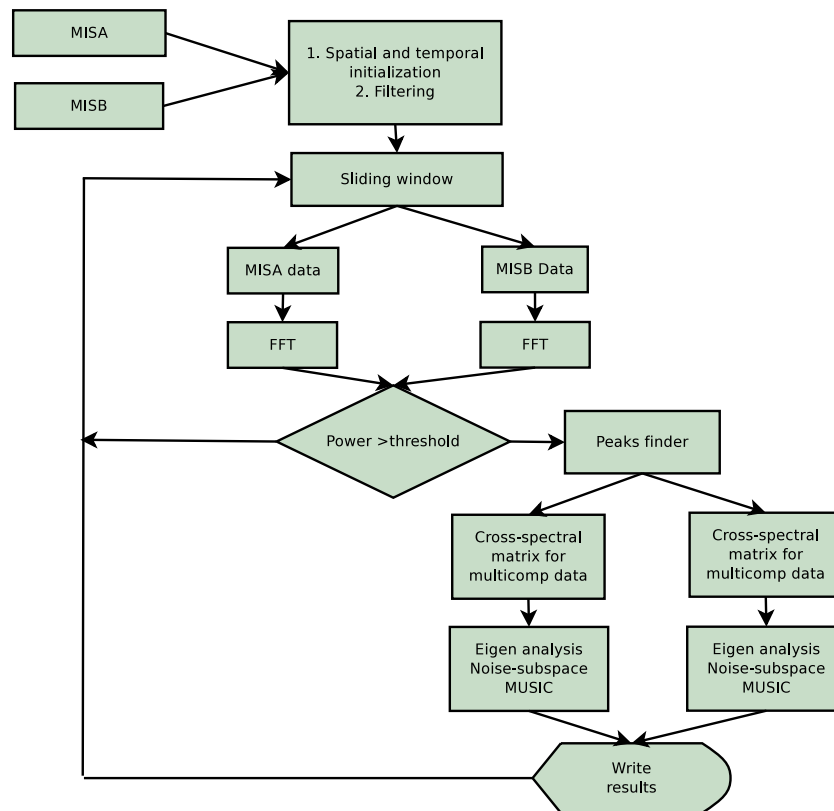 MISA
MISB
1. Spatial and temporal
initialization
2. Filtering
Sliding window
MISA data
MISB Data
FFT
FFT
Power >threshold
Peaks finder
Cross-spectral
matrix for
multicomp data
Cross-spectral
matrix for
multicomp data
Eigen analysis
Noise-subspace
MUSIC
Eigen analysis
Noise-subspace
MUSIC
Write
results